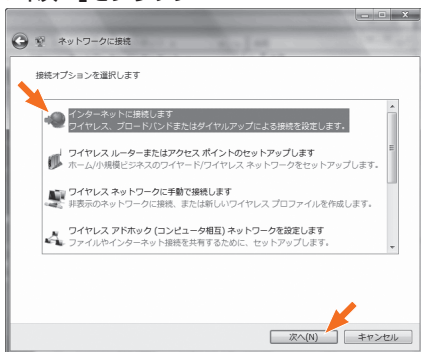 ネットワークに接続
接続オプションを選択します
インターネットに接続します
ワイヤレス、ブロードバンドまたはダイヤルアップによる接続を設定します。
ワイヤレス ルーターまたはアクセス ポイントのセットアップします
ホーム/小規模ビジネスのワイヤード/ワイヤレス ネットワークをセットアップします。
ワイヤレス ネットワークに手動で接続します
非表示のネットワークに接続、または新しいワイヤレス プロファイルを作成します。
ワイヤレス アドホック (コンピュータ相互) ネットワークを設定します
ファイルやインターネット接続を共有するために、セットアップします。
次へ(N)
キャンセル